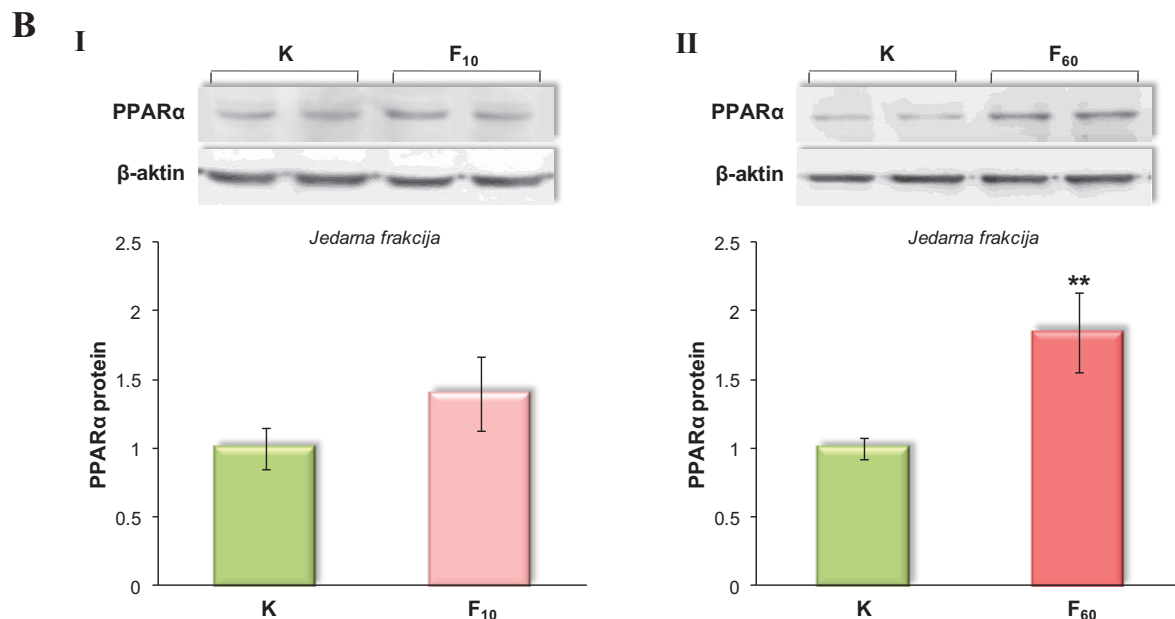 B
I
K F₁₀
PPARα
β-aktin
Jedarna frakcija
PPARα protein
2.5
2
1.5
1
0.5
0
K F₁₀
II
K F₆₀
PPARα
β-aktin
Jedarna frakcija
PPARα protein
2.5
2
1.5
1
0.5
0
**
K F₆₀